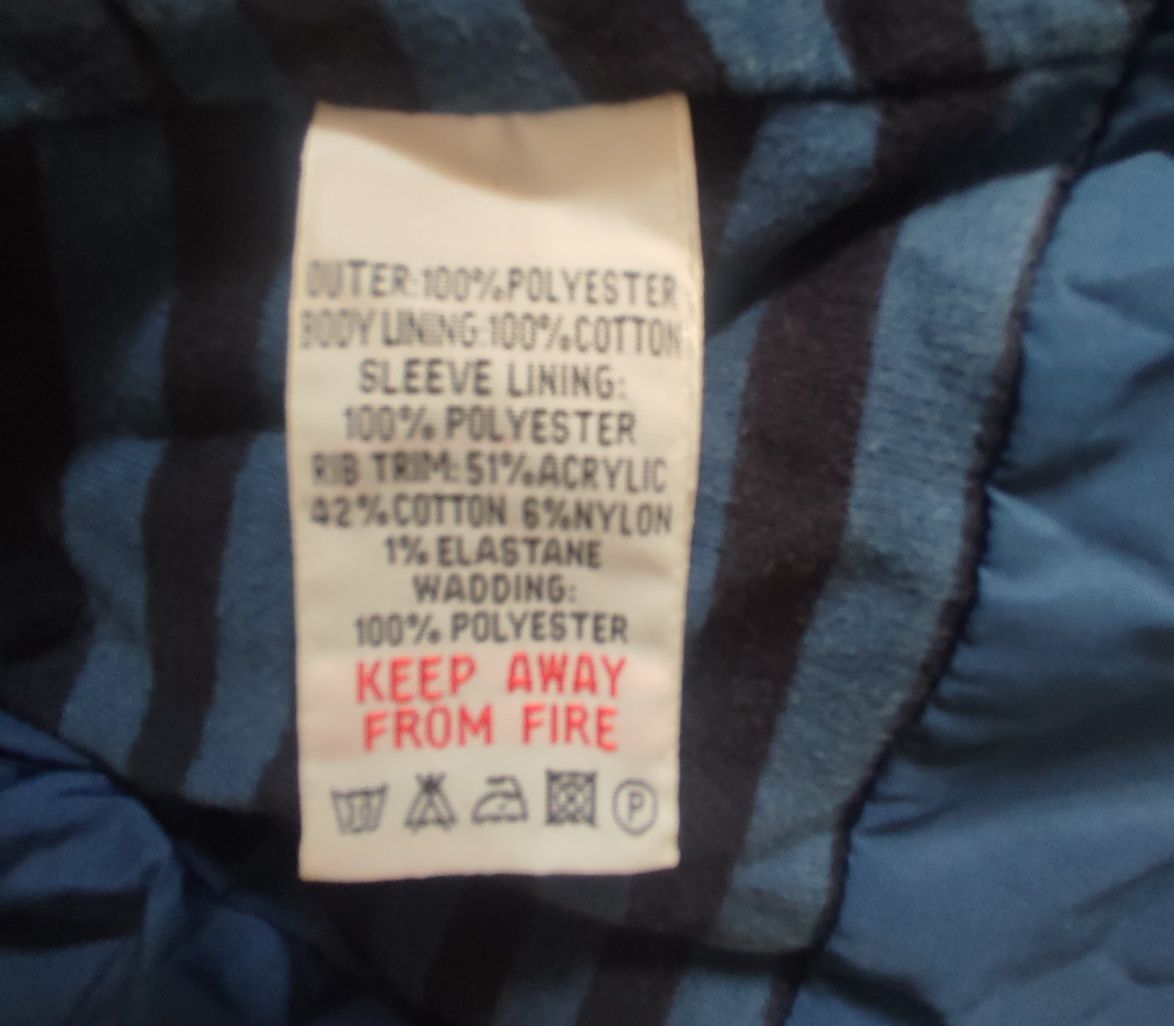 OUTER:100%POLYESTER
BODY LINING:100%COTTON
SLEEVE LINING:
100% POLYESTER
RIB TRIM:51%ACRYLIC
42%COTTON 6%NYLON
1% ELASTANE
WADDING:
100% POLYESTER
KEEP AWAY
FROM FIRE
P